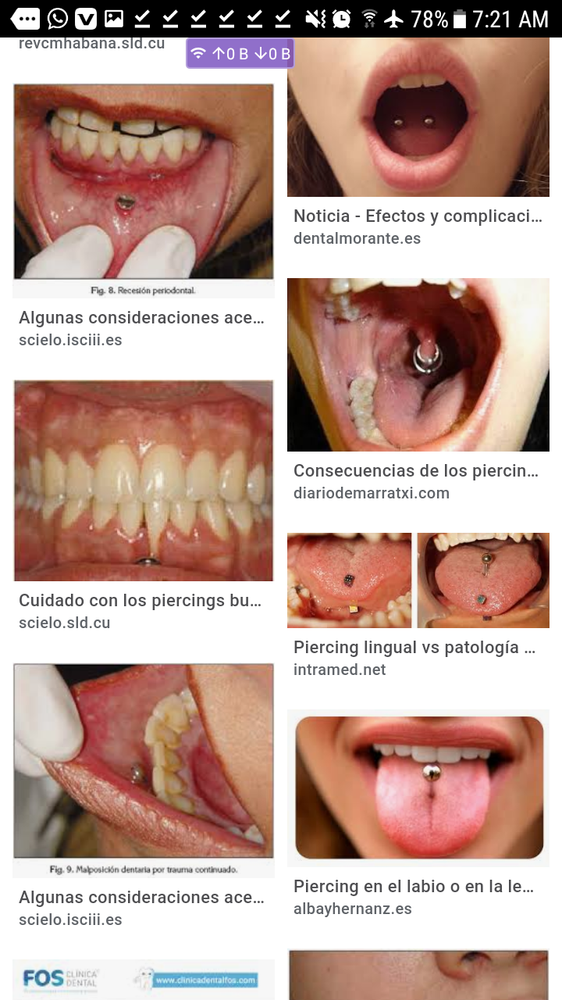 78% 7:21 AM
revcmhabana.sld.cu
↑0 B ↓0 B
Fig. 8. Recesión periodontal.
Algunas consideraciones ace…
scielo.isciii.es
Cuidado con los piercings bu…
scielo.sld.cu
Fig. 9. Malposición dentaria por trauma continuado.
Algunas consideraciones ace…
scielo.isciii.es
FOS CLÍNICA DENTAL
www.clinicadentalfos.com
Noticia - Efectos y complicaci…
dentalmorante.es
Consecuencias de los piercin…
diariodemarratxi.com
Piercing lingual vs patología …
intramed.net
Piercing en el labio o en la le…
albayhernanz.es